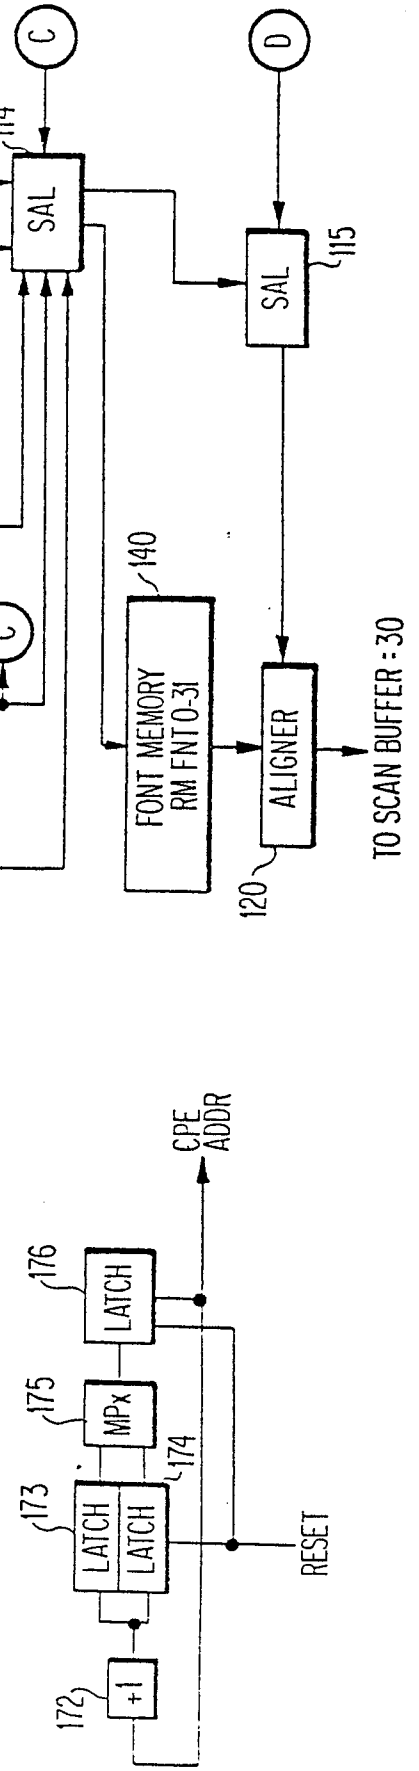 C
D
114
SAL
SAL
115
C
140
FONT MEMORY
RM FNT 0-31
ALIGNER
120
TO SCAN BUFFER = 30
CPE
ADDR
176
LATCH
175
MPx
174
173
LATCH
LATCH
RESET
172
+1